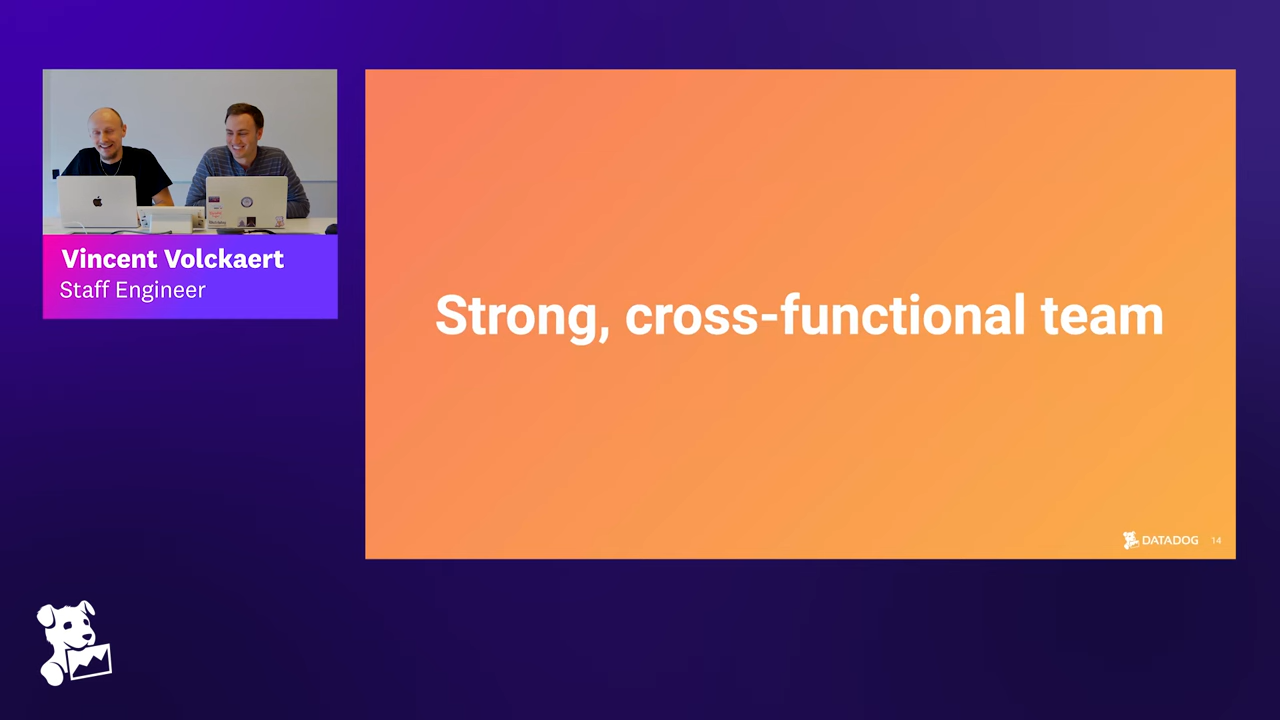 Vincent Volckaert
Staff Engineer
Strong, cross-functional team
DATADOG 14